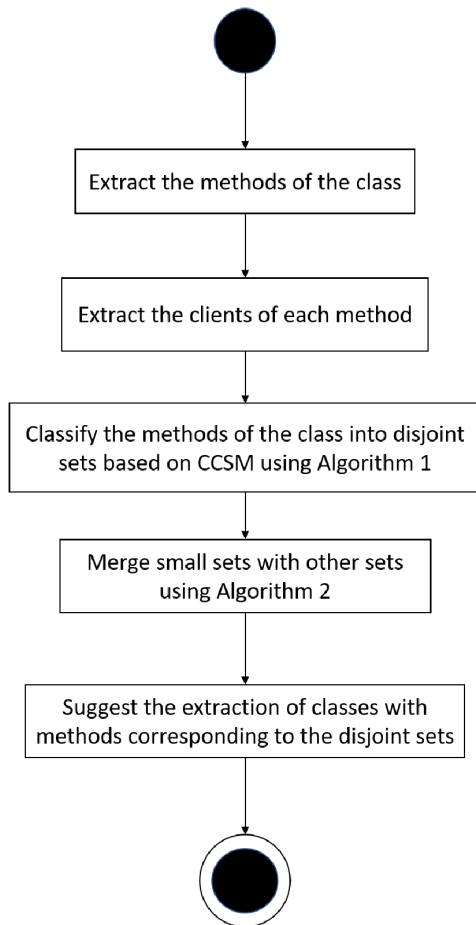 Extract the methods of the class
Extract the clients of each method
Classify the methods of the class into disjoint
sets based on CCSM using Algorithm 1
Merge small sets with other sets
using Algorithm 2
Suggest the extraction of classes with
methods corresponding to the disjoint sets